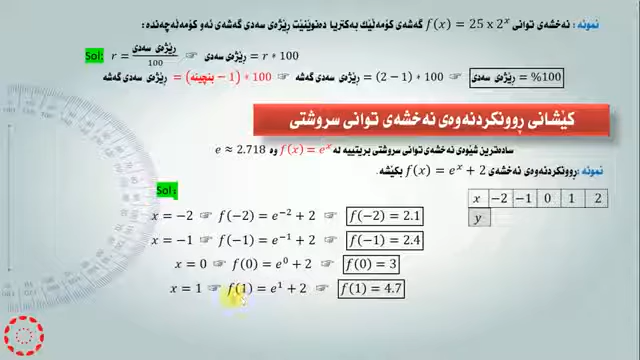 نمونە : نەخشەی توانی f(x) = 25 x 2^x گەشەی کۆمەڵێک بەکتریا دەنوێنێت ڕێژەی سەدی گەشەی ئەو کۆمەڵەیە چەندە:
Sol: r = ڕێژەی سەدی / 100 ☞ ڕێژەی سەدی = r * 100
ڕێژەی سەدی گەشە = (بنچینە − 1) * 100 ☞ ڕێژەی سەدی گەشە = (2 − 1) * 100 ☞ ڕێژەی سەدی = %100
کێشانی ڕوونکردنەوەی نەخشەی توانی سروشتی
سادەترین شێوەی نەخشەی توانی سروشتی بریتییە لە f(x) = e^x وە e ≈ 2.718
نمونە :ڕوونکردنەوەی نەخشەی f(x) = e^x + 2 بکێشە.
Sol:
x −2 −1 0 1 2
y
x = −2 ☞ f(−2) = e^−2 + 2 ☞ f(−2) = 2.1
x = −1 ☞ f(−1) = e^−1 + 2 ☞ f(−1) = 2.4
x = 0 ☞ f(0) = e^0 + 2 ☞ f(0) = 3
x = 1 ☞ f(1) = e^1 + 2 ☞ f(1) = 4.7